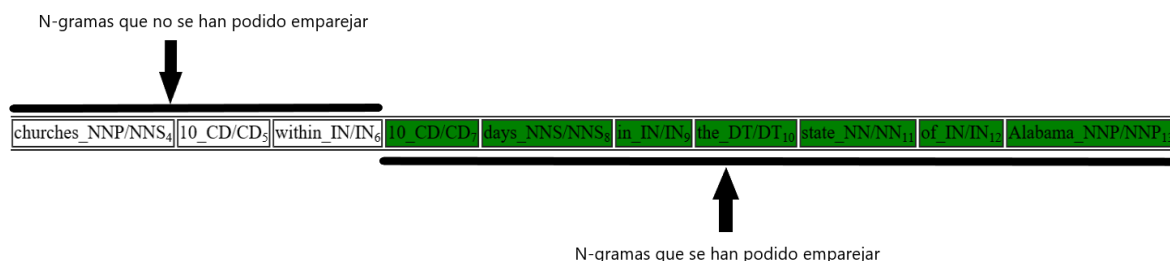 N-gramas que no se han podido emparejar
churches_NNP/NNS4 10_CD/CD5 within_IN/IN6 10_CD/CD7 days_NNS/NNS8 in_IN/IN9 the_DT/DT10 state_NN/NN11 of_IN/IN12 Alabama_NNP/NNP13
N-gramas que se han podido emparejar